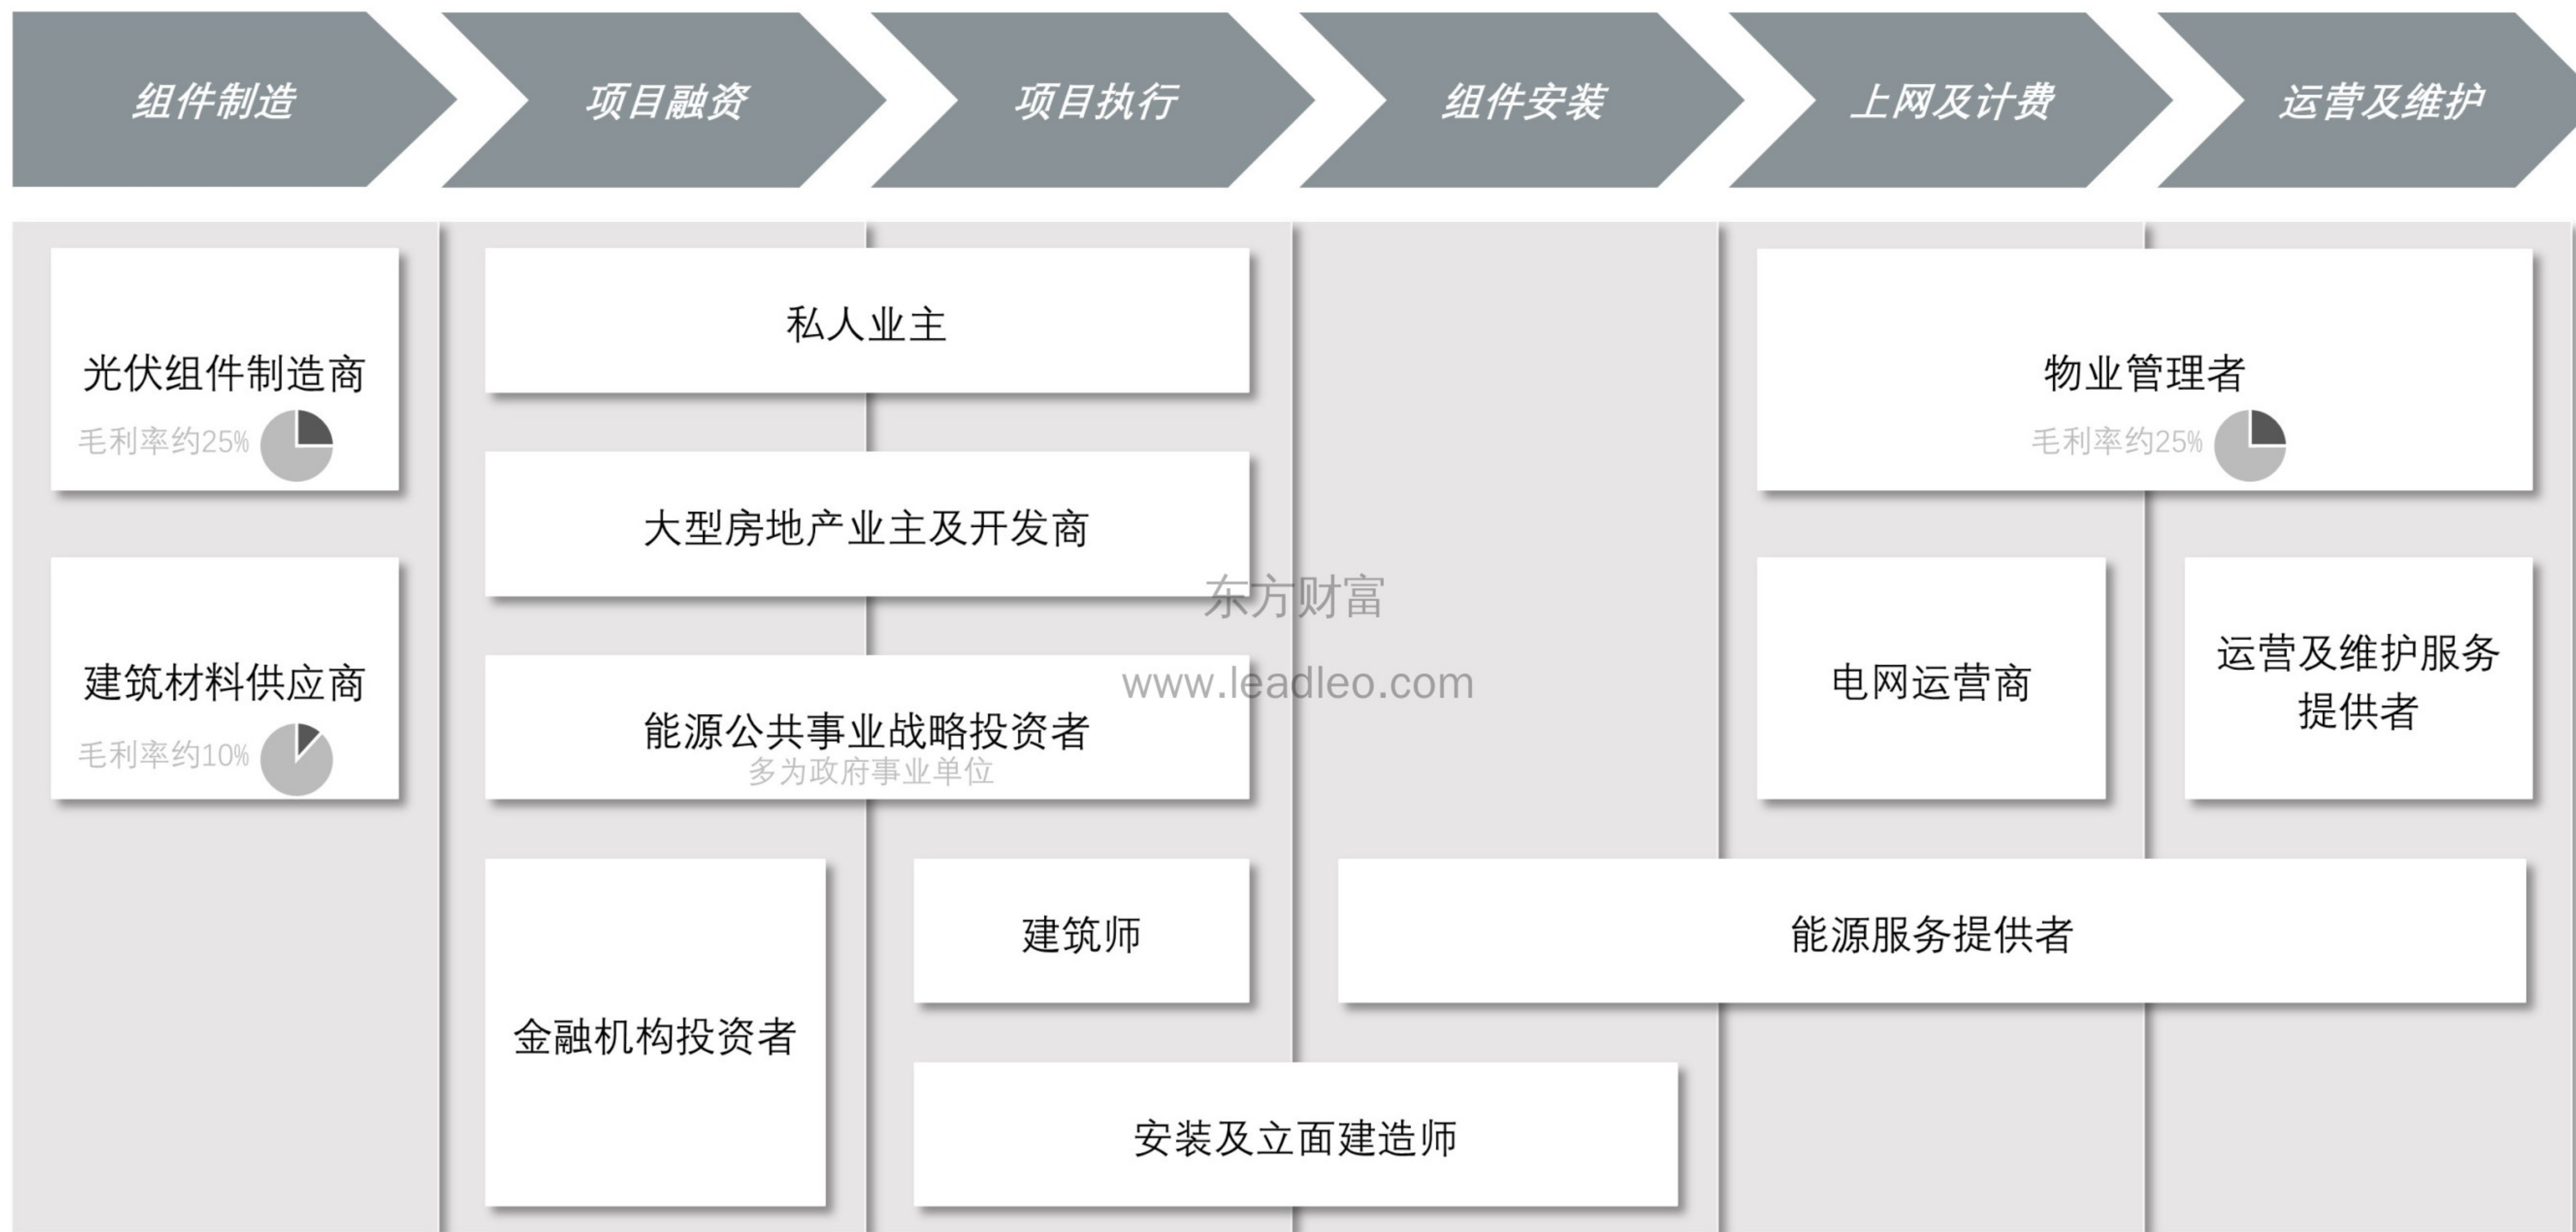 组件制造
项目融资
项目执行
组件安装
上网及计费
运营及维护
光伏组件制造商
毛利率约25%
建筑材料供应商
毛利率约10%
私人业主
大型房地产业主及开发商
能源公共事业战略投资者
多为政府事业单位
金融机构投资者
建筑师
安装及立面建造师
物业管理者
毛利率约25%
电网运营商
运营及维护服务
提供者
能源服务提供者
东方财富
www.leadleo.com